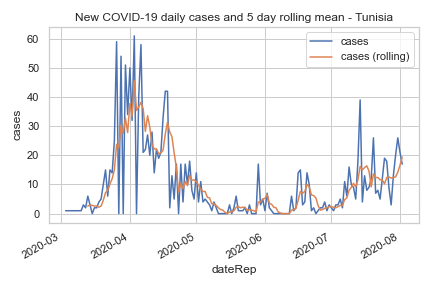 New COVID-19 daily cases and 5 day rolling mean - Tunisia
cases
cases (rolling)
60
50
40
30
20
10
0
cases
2020-03
2020-04
2020-05
2020-06
2020-07
2020-08
dateRep